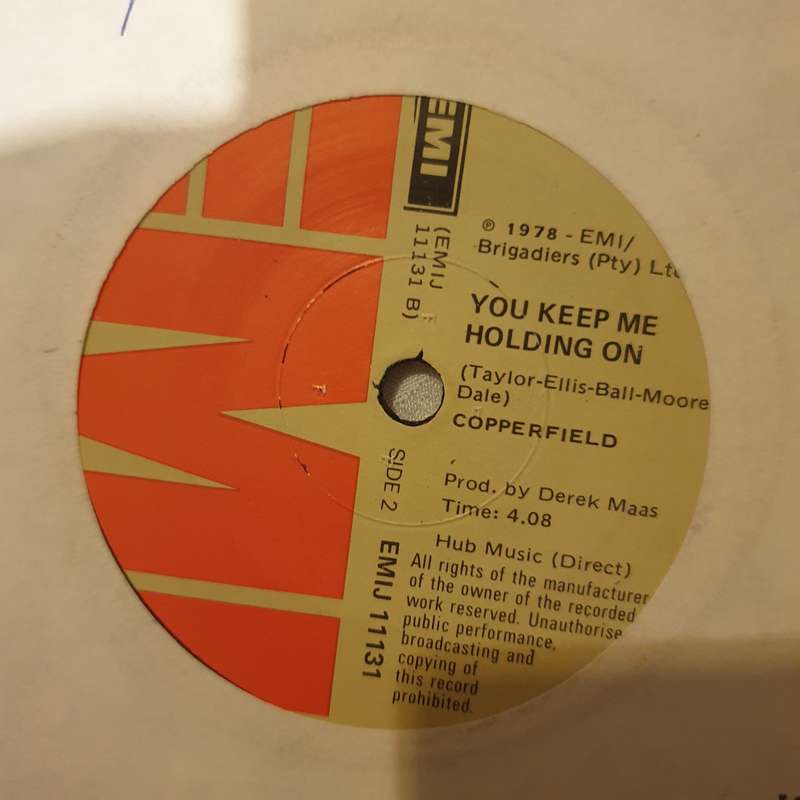 EMI
℗ 1978 - EMI/
Brigadiers (Pty) Lt
(EMIJ
11131 B)
YOU KEEP ME
HOLDING ON
(Taylor-Ellis-Ball-Moore
Dale)
COPPERFIELD
SIDE 2
Prod. by Derek Maas
Time: 4.08
Hub Music (Direct)
EMIJ 11131
All rights of the manufacturer
of the owner of the recorded
work reserved. Unauthorise
public performance,
broadcasting and
copying of
this record
prohibited.